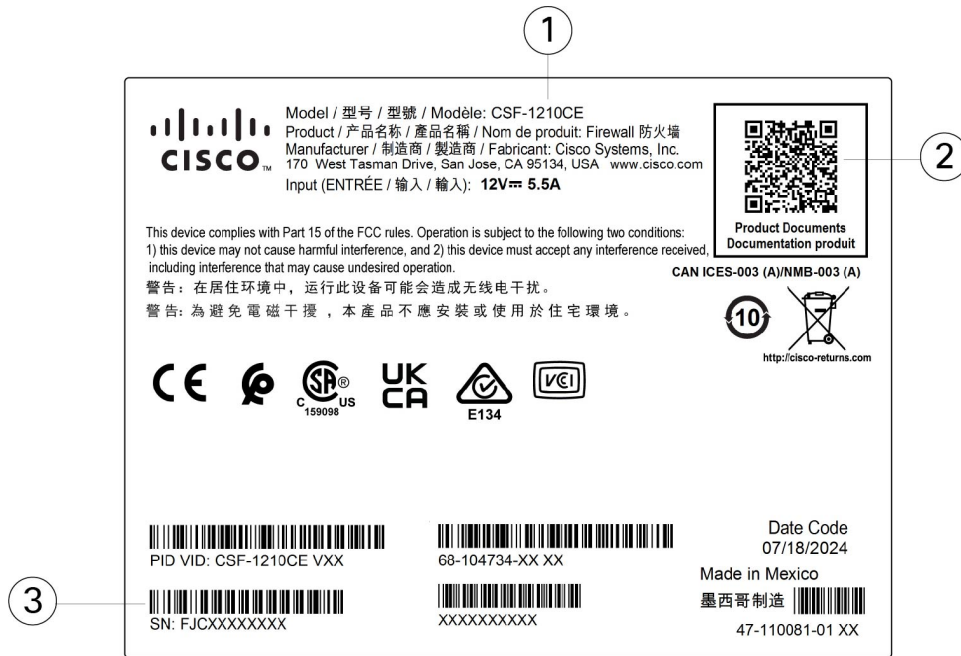 1
CISCO™
Model / 型号 / 型號 / Modèle: CSF-1210CE
Product / 产品名称 / 產品名稱 / Nom de produit: Firewall 防火墙
Manufacturer / 制造商 / 製造商 / Fabricant: Cisco Systems, Inc.
170 West Tasman Drive, San Jose, CA 95134, USA www.cisco.com
Input (ENTRÉE / 输入 / 輸入): 12V⎓ 5.5A
2
Product Documents
Documentation produit
This device complies with Part 15 of the FCC rules. Operation is subject to the following two conditions:
1) this device may not cause harmful interference, and 2) this device must accept any interference received,
including interference that may cause undesired operation.
警告：在居住环境中，运行此设备可能会造成无线电干扰。
警告: 為避免電磁干擾，本產品不應安裝或使用於住宅環境。
CAN ICES-003 (A)/NMB-003 (A)
10
http://cisco-returns.com
CE
C SA ® US
159098
UK
CA
E134
VCI
PID VID: CSF-1210CE VXX
68-104734-XX XX
Date Code
07/18/2024
Made in Mexico
墨西哥制造
47-110081-01 XX
3
SN: FJCXXXXXXXX
XXXXXXXXXX